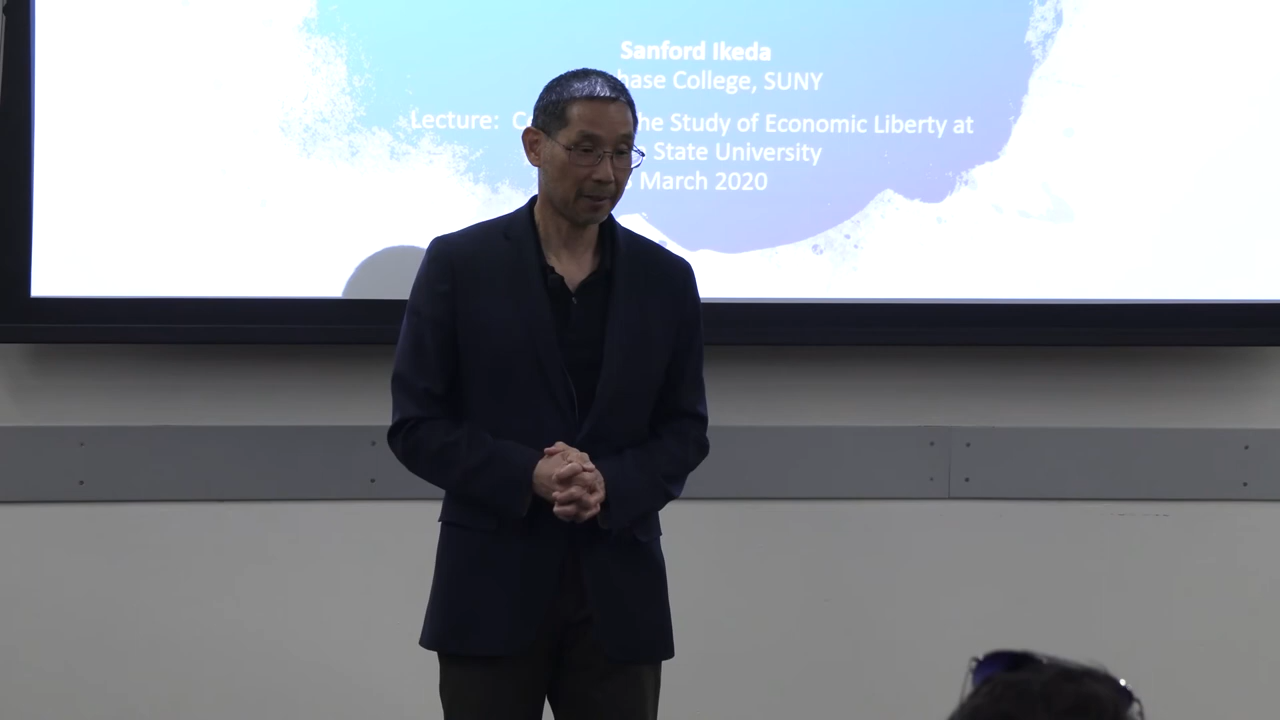 Sanford Ikeda
hase College, SUNY
Lecture: C he Study of Economic Liberty at
State University
March 2020